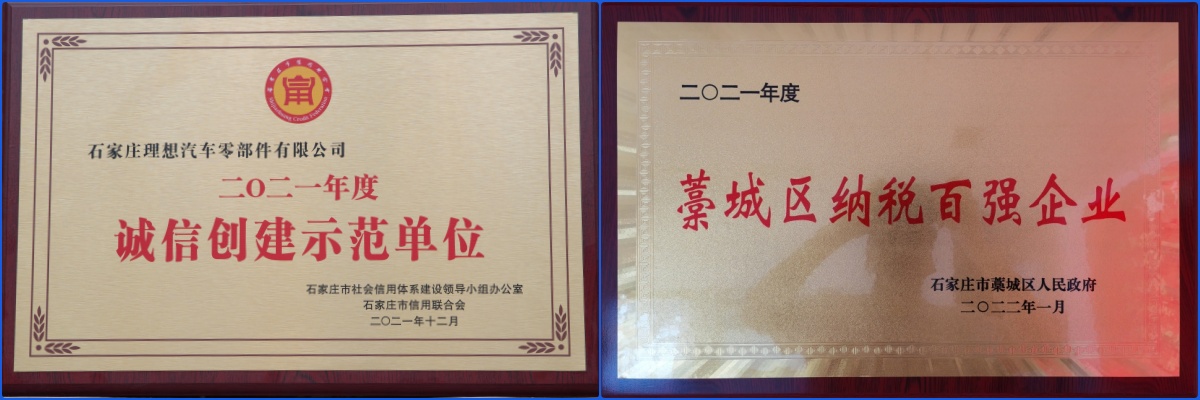 石家庄理想汽车零部件有限公司
二〇二一年度
诚信创建示范单位
石家庄市社会信用体系建设领导小组办公室
石家庄市信用联合会
二〇二一年十二月
二〇二一年度
藁城区纳税百强企业
石家庄市藁城区人民政府
二〇二二年一月